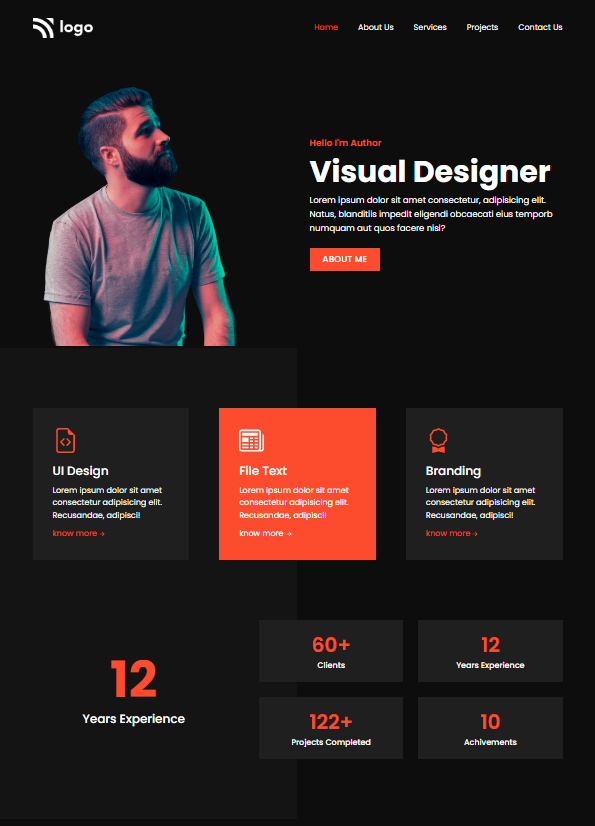 logo
Home About Us Services Projects Contact Us
Hello I'm Author
Visual Designer
Lorem ipsum dolor sit amet consectetur, adipisicing elit.
Natus, blanditiis impedit eligendi obcaecati eius temporb
numquam aut quos facere nisi?
ABOUT ME
UI Design
Lorem ipsum dolor sit amet
consectetur adipisicing elit.
Recusandae, adipisci!
know more →
File Text
Lorem ipsum dolor sit amet
consectetur adipisicing elit.
Recusandae, adipisci!
know more →
Branding
Lorem ipsum dolor sit amet
consectetur adipisicing elit.
Recusandae, adipisci!
know more →
12
Years Experience
60+
Clients
12
Years Experience
122+
Projects Completed
10
Achivements